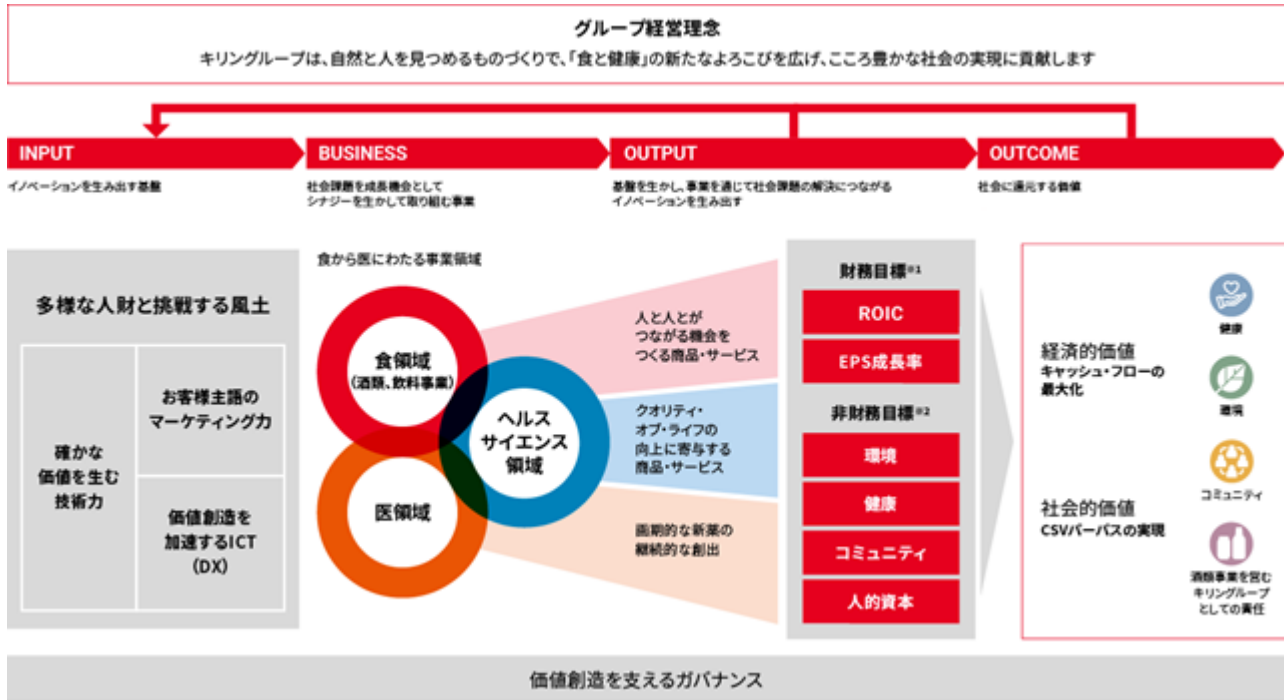 グループ経営理念
キリングループは、自然と人を見つめるものづくりで、「食と健康」の新たなよろこびを広げ、こころ豊かな社会の実現に貢献します
INPUT
BUSINESS
OUTPUT
OUTCOME
イノベーションを生み出す基盤
社会課題を成長機会として
シナジーを生かして取り組む事業
基盤を生かし、事業を通じて社会課題の解決につながる
イノベーションを生み出す
社会に還元する価値
多様な人財と挑戦する風土
確かな
価値を生む
技術力
お客様主語の
マーケティング力
価値創造を
加速するICT
(DX)
食から医にわたる事業領域
食領域
(酒類、飲料事業)
ヘルス
サイエンス
領域
医領域
人と人とが
つながる機会を
つくる商品・サービス
クオリティ・
オブ・ライフの
向上に寄与する
商品・サービス
画期的な新薬の
継続的な創出
財務目標※1
ROIC
EPS成長率
非財務目標※2
環境
健康
コミュニティ
人的資本
経済的価値
キャッシュ・フローの
最大化
社会的価値
CSVパーパスの実現
健康
環境
コミュニティ
酒類事業を営む
キリングループ
としての責任
価値創造を支えるガバナンス